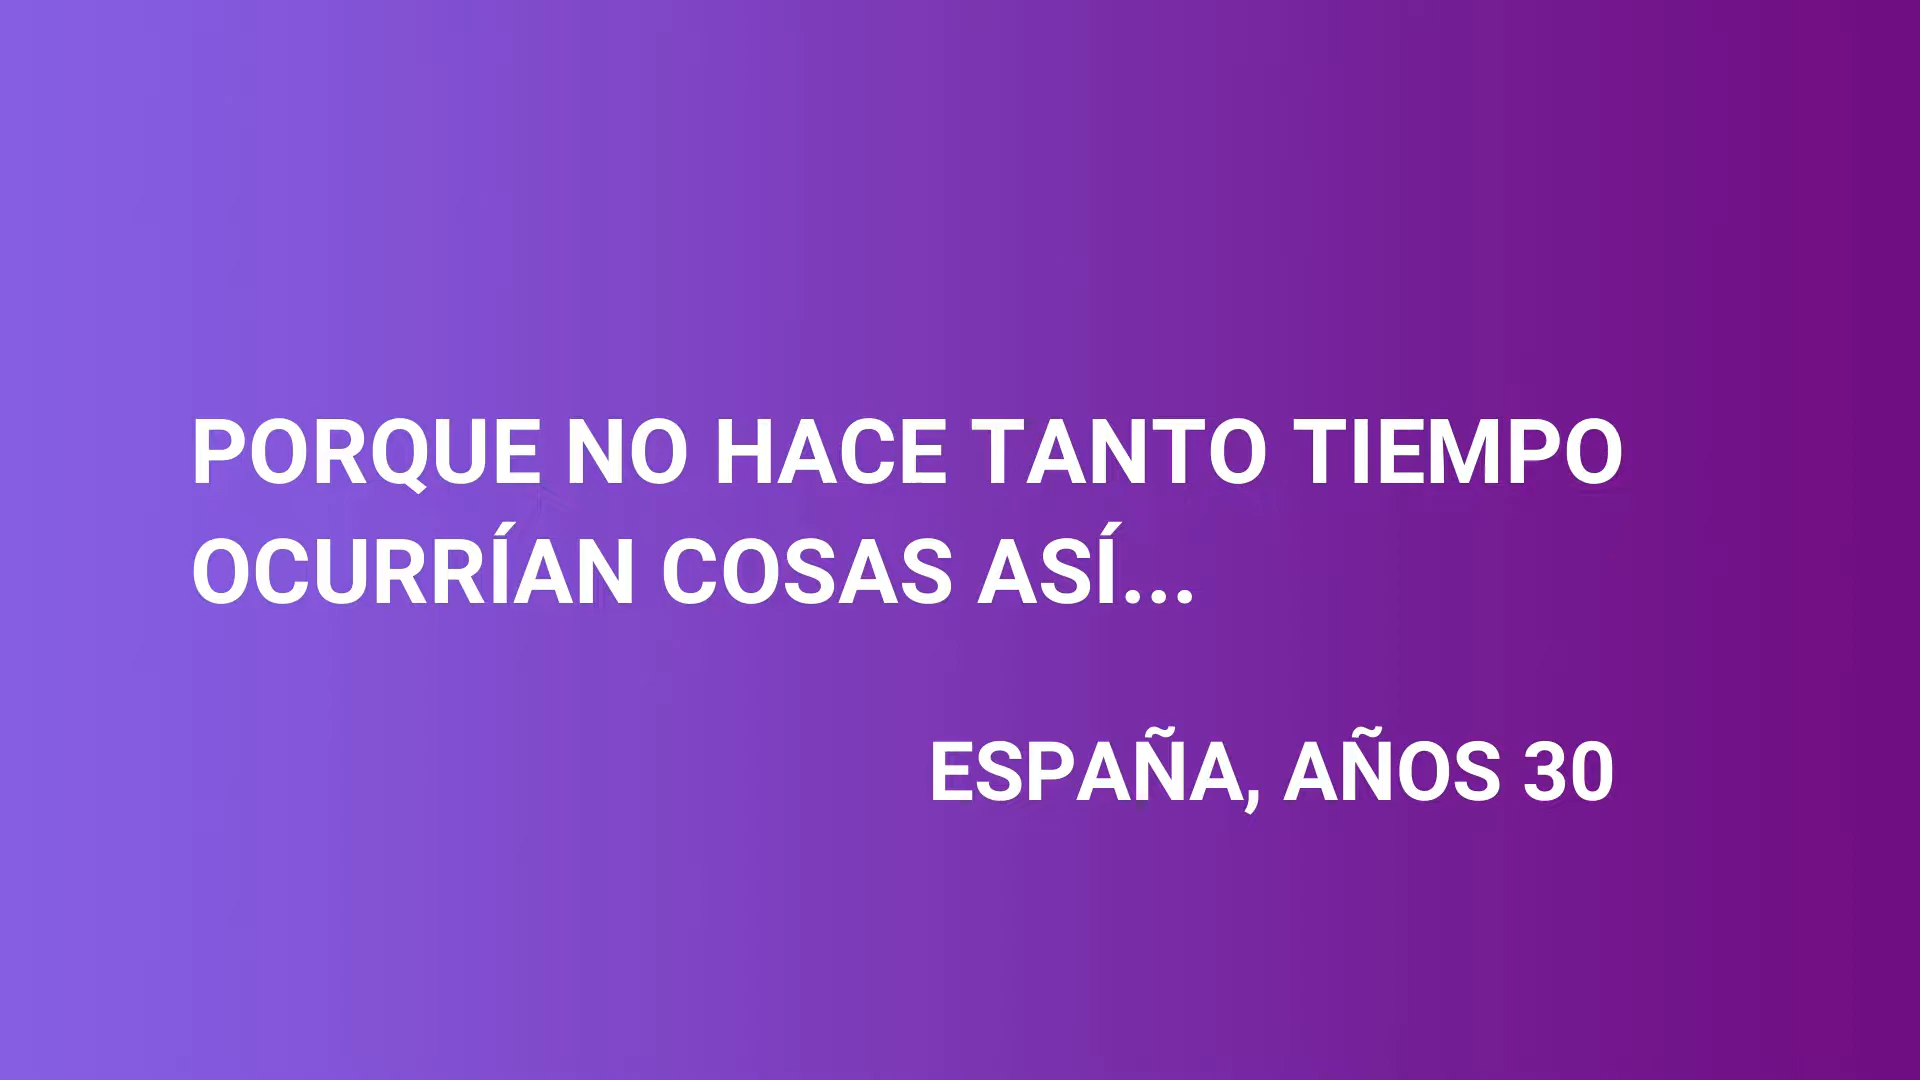 PORQUE NO HACE TANTO TIEMPO
OCURRÍAN COSAS ASÍ...
ESPAÑA, AÑOS 30